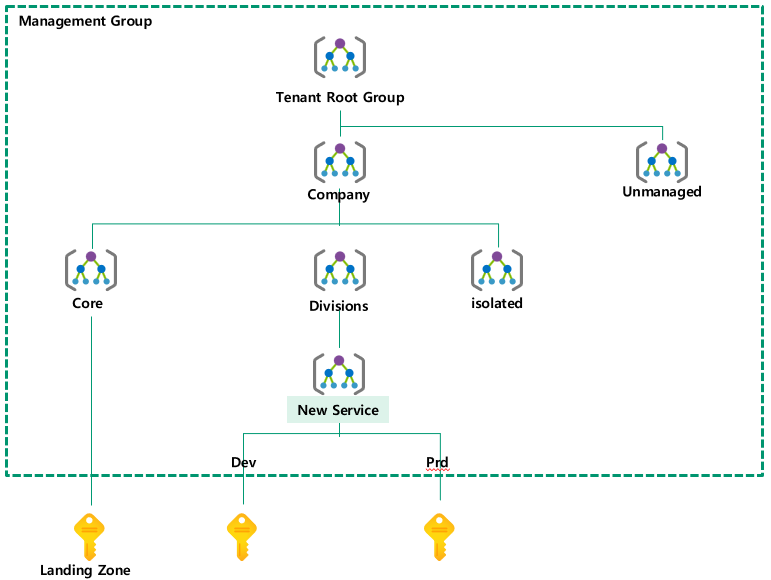 Management Group
Tenant Root Group
Company
Unmanaged
Core
Divisions
isolated
New Service
Dev
Prd
Landing Zone